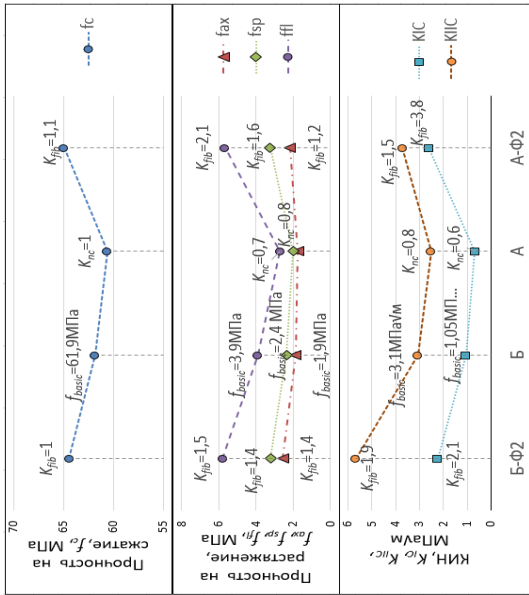 Прочность на
сжатие, fc, МПа
70
65
60
55
Kfib=1
fbasic=61,9МПа
Knc=1
Kfib=1,1
fc
Прочность на
растяжение,
fax, fsp, ffl, МПа
8
6
4
2
0
Kfib=1,5
fbasic=3,9МПа
Knc=0,7
Kfib=2,1
Kfib=1,4
fbasic=2,4 МПа
Knc=0,8
Kfib=1,6
Kfib=1,4
fbasic=1,9МПа
Kfib=1,2
fax
fsp
ffl
КИН, KIC, KIIC,
МПа√м
6
5
4
3
2
1
0
Kfib=1,9
fbasic=3,1МПа√м
Knc=0,8
Kfib=1,5
Kfib=2,1
fbasic=1,05МП...
Knc=0,6
Kfib=3,8
KIC
KIIC
Б-Ф2
Б
А
А-Ф2